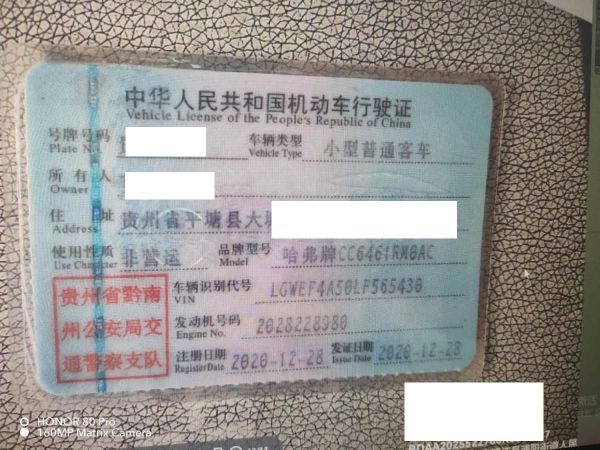 中华人民共和国机动车行驶证
Vehicle License of the People's Republic of China
号牌号码
Plate No.
车辆类型
Vehicle Type
小型普通客车
所有人
Owner
住址
Address
贵州省平塘县大塘
使用性质
Use Character
非营运
品牌型号
Model
哈弗牌CC6461RM0AC
贵州省黔南
州公安局交
通警察支队
车辆识别代号
VIN
LGWEF4A50LF565430
发动机号码
Engine No.
2028228980
注册日期
Register Date
2020-12-28
发证日期
Issue Date
2020-12-28
HONOR 80 Pro
160MP Matrix Camera